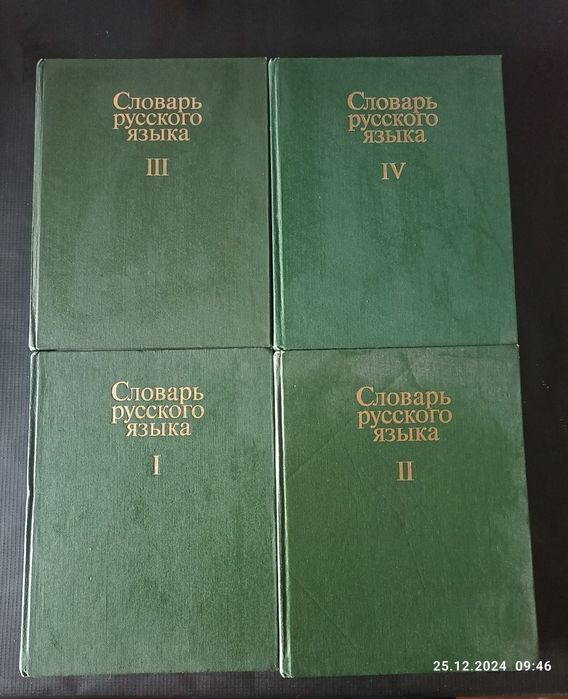 Словарь
русского
языка
III
Словарь
русского
языка
IV
Словарь
русского
языка
I
Словарь
русского
языка
II
25.12.2024 09:46